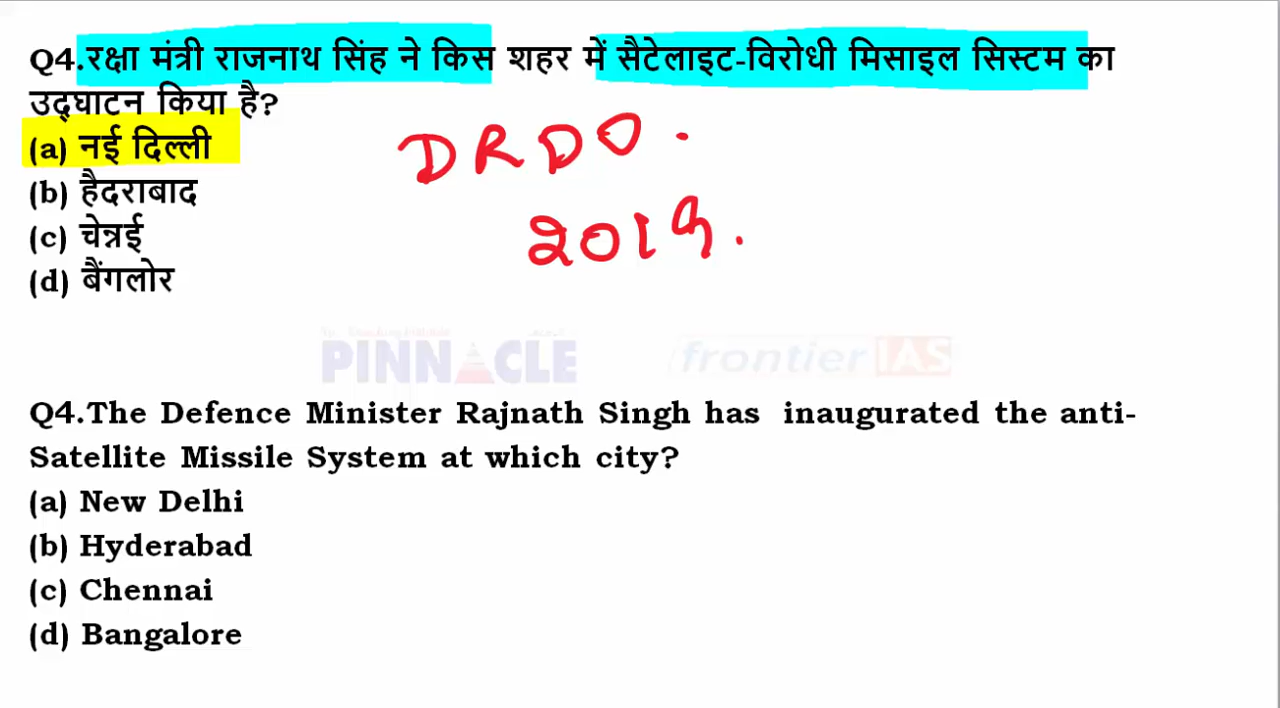 Q4.रक्षा मंत्री राजनाथ सिंह ने किस शहर में सैटेलाइट-विरोधी मिसाइल सिस्टम का
उद्घाटन किया है?
(a) नई दिल्ली
(b) हैदराबाद
(c) चेन्नई
(d) बैंगलोर
DRDO.
2019.
PINNACLE
frontier IAS
Q4.The Defence Minister Rajnath Singh has inaugurated the anti-
Satellite Missile System at which city?
(a) New Delhi
(b) Hyderabad
(c) Chennai
(d) Bangalore